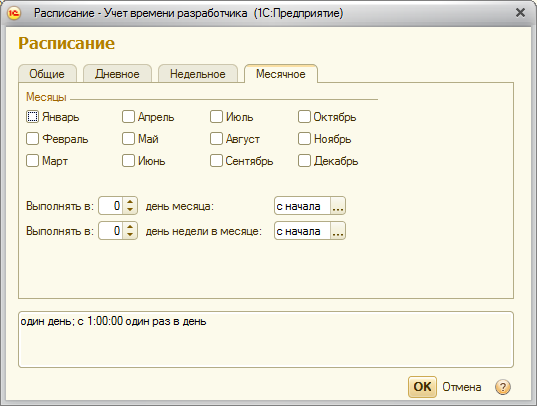 1С Расписание - Учет времени разработчика (1С:Предприятие)
Расписание
Общие Дневное Недельное Месячное
Месяцы
Январь Апрель Июль Октябрь
Февраль Май Август Ноябрь
Март Июнь Сентябрь Декабрь
Выполнять в: 0 день месяца: с начала ...
Выполнять в: 0 день недели в месяце: с начала ...
один день; с 1:00:00 один раз в день
OK Отмена ?